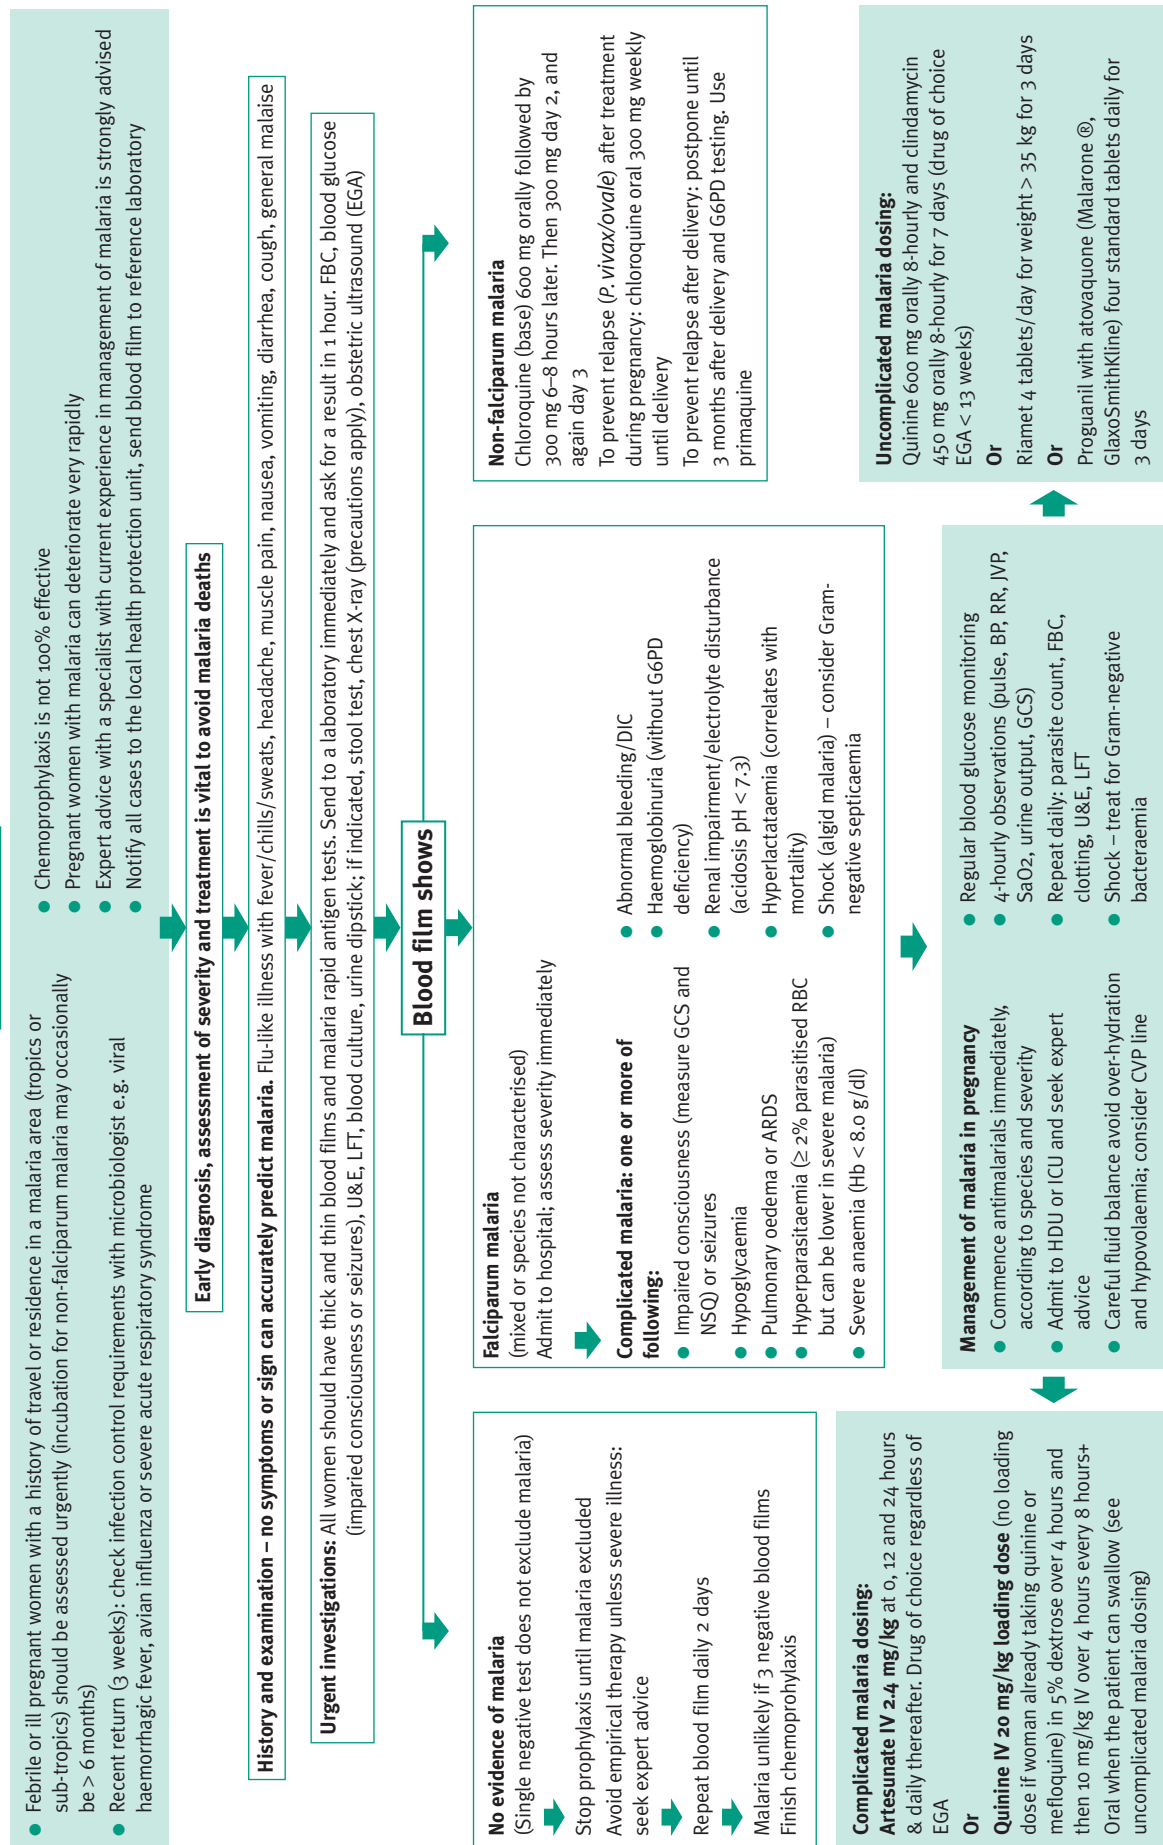 ● Febrile or ill pregnant women with a history of travel or residence in a malaria area (tropics or
sub-tropics) should be assessed urgently (incubation for non-falciparum malaria may occasionally
be > 6 months)
● Recent return (3 weeks): check infection control requirements with microbiologist e.g. viral
haemorrhagic fever, avian influenza or severe acute respiratory syndrome
● Chemoprophylaxis is not 100% effective
● Pregnant women with malaria can deteriorate very rapidly
● Expert advice with a specialist with current experience in management of malaria is strongly advised
● Notify all cases to the local health protection unit, send blood film to reference laboratory
Early diagnosis, assessment of severity and treatment is vital to avoid malaria deaths
History and examination – no symptoms or sign can accurately predict malaria. Flu-like illness with fever/chills/sweats, headache, muscle pain, nausea, vomiting, diarrhea, cough, general malaise
Urgent investigations: All women should have thick and thin blood films and malaria rapid antigen tests. Send to a laboratory immediately and ask for a result in 1 hour. FBC, blood glucose
(imparied consciousness or seizures), U&E, LFT, blood culture, urine dipstick; if indicated, stool test, chest X-ray (precautions apply), obstetric ultrasound (EGA)
Blood film shows
No evidence of malaria
(Single negative test does not exclude malaria)
Stop prophylaxis until malaria excluded
Avoid empirical therapy unless severe illness:
seek expert advice
Repeat blood film daily 2 days
Malaria unlikely if 3 negative blood films
Finish chemoprohylaxis
Falciparum malaria
(mixed or species not characterised)
Admit to hospital; assess severity immediately
Complicated malaria: one or more of
following:
● Impaired consciousness (measure GCS and
NSQ) or seizures
● Hypoglycaemia
● Pulmonary oedema or ARDS
● Hyperparasitaemia (≥ 2% parasitised RBC
but can be lower in severe malaria)
● Severe anaemia (Hb < 8.0 g/dl)
● Abnormal bleeding/DIC
● Haemoglobinuria (without G6PD
deficiency)
● Renal impairment/electrolyte disturbance
(acidosis pH < 7.3)
● Hyperlactataemia (correlates with
mortality)
● Shock (algid malaria) – consider Gram-
negative septicaemia
Non-falciparum malaria
Chloroquine (base) 600 mg orally followed by
300 mg 6–8 hours later. Then 300 mg day 2, and
again day 3
To prevent relapse (P. vivax/ovale) after treatment
during pregnancy: chloroquine oral 300 mg weekly
until delivery
To prevent relapse after delivery: postpone until
3 months after delivery and G6PD testing. Use
primaquine
Complicated malaria dosing:
Artesunate IV 2.4 mg/kg at 0, 12 and 24 hours
& daily thereafter. Drug of choice regardless of
EGA
Or
Quinine IV 20 mg/kg loading dose (no loading
dose if woman already taking quinine or
mefloquine) in 5% dextrose over 4 hours and
then 10 mg/kg IV over 4 hours every 8 hours+
Oral when the patient can swallow (see
uncomplicated malaria dosing)
Management of malaria in pregnancy
● Commence antimalarials immediately,
according to species and severity
● Admit to HDU or ICU and seek expert
advice
● Careful fluid balance avoid over-hydration
and hypovolaemia; consider CVP line
● Regular blood glucose monitoring
● 4-hourly observations (pulse, BP, RR, JVP,
SaO2, urine output, GCS)
● Repeat daily: parasite count, FBC,
clotting, U&E, LFT
● Shock – treat for Gram-negative
bacteraemia
Uncomplicated malaria dosing:
Quinine 600 mg orally 8-hourly and clindamycin
450 mg orally 8-hourly for 7 days (drug of choice
EGA < 13 weeks)
Or
Riamet 4 tablets/day for weight > 35 kg for 3 days
Or
Proguanil with atovaquone (Malarone ®,
GlaxoSmithKline) four standard tablets daily for
3 days